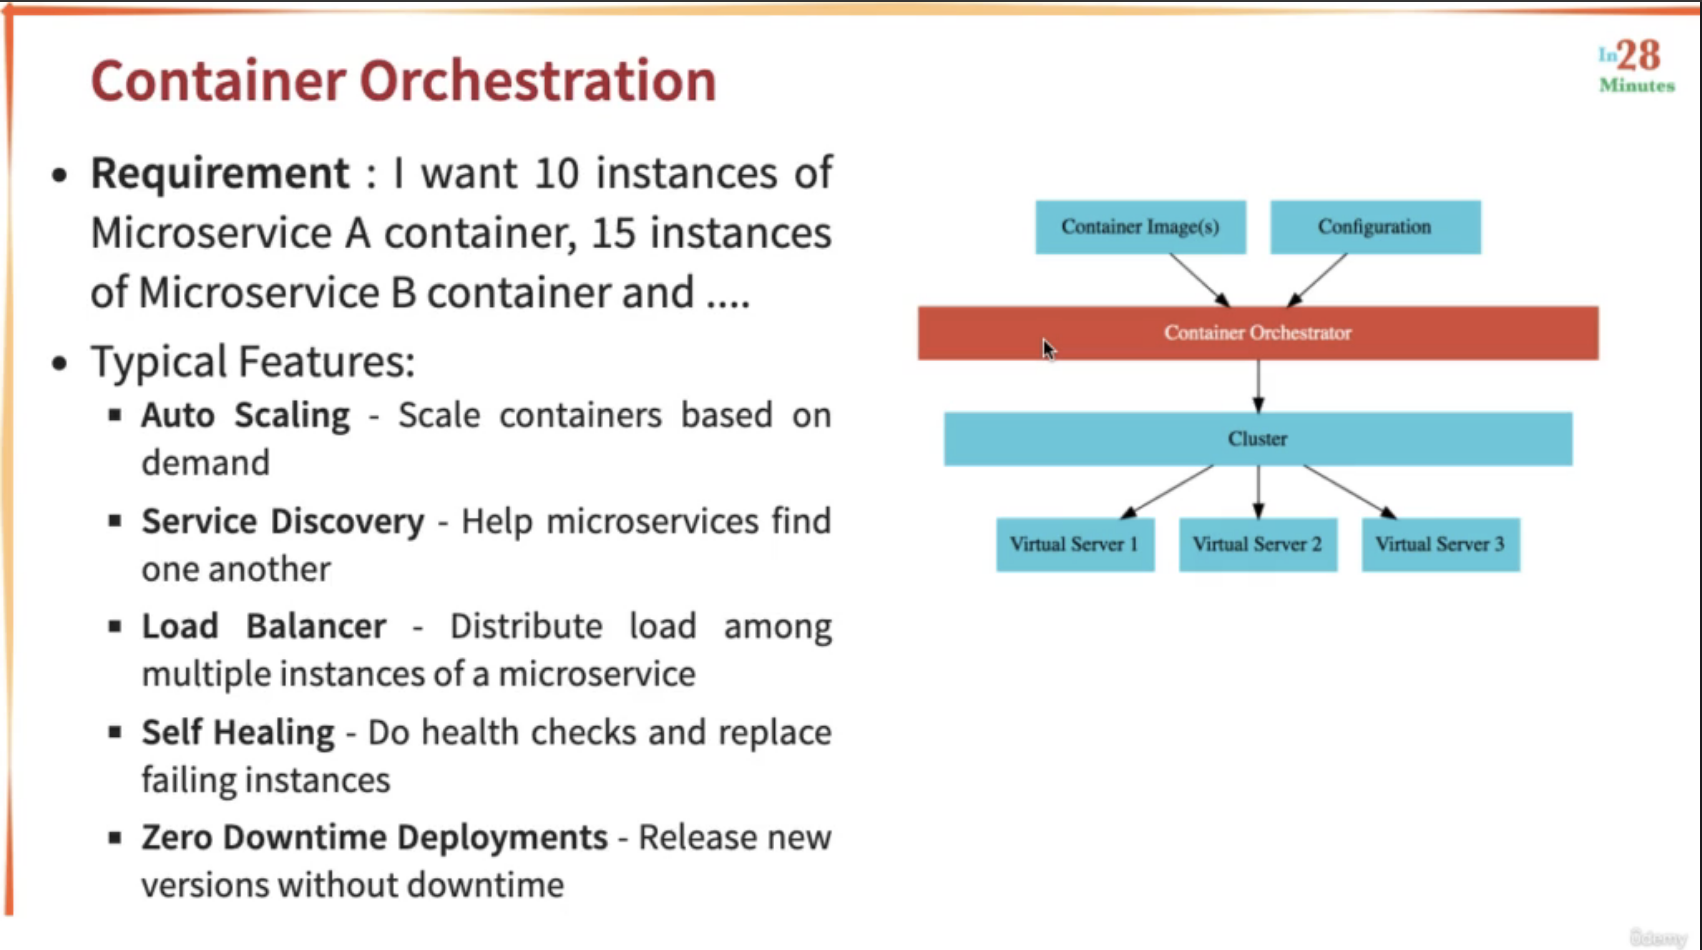 Container Orchestration
In 28
Minutes
• Requirement : I want 10 instances of
Microservice A container, 15 instances
of Microservice B container and ....
• Typical Features:
▪ Auto Scaling - Scale containers based on
demand
▪ Service Discovery - Help microservices find
one another
▪ Load Balancer - Distribute load among
multiple instances of a microservice
▪ Self Healing - Do health checks and replace
failing instances
▪ Zero Downtime Deployments - Release new
versions without downtime
Container Image(s) Configuration
Container Orchestrator
Cluster
Virtual Server 1 Virtual Server 2 Virtual Server 3
ûdemy